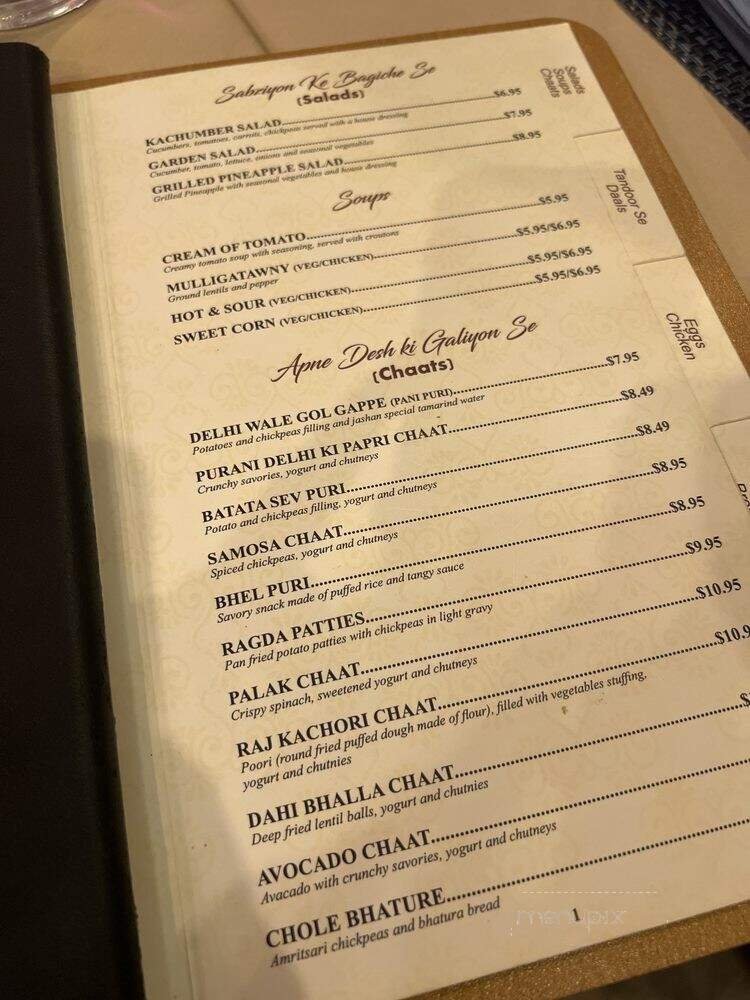 Sabziyon Ke Bagiche Se
(Salads)
KACHUMBER SALAD....................$6.95
Cucumbers, tomatoes, carrots, chickpeas served with a house dressing
GARDEN SALAD....................$7.95
Cucumber, tomato, lettuce, onions and seasonal vegetables
GRILLED PINEAPPLE SALAD....................$8.95
Grilled Pineapple with seasonal vegetables and house dressing
Soups
CREAM OF TOMATO....................$5.95
Creamy tomato soup with seasoning, served with croutons
MULLIGATAWNY (VEG/CHICKEN)....................$5.95/$6.95
Ground lentils and pepper
HOT & SOUR (VEG/CHICKEN)....................$5.95/$6.95
SWEET CORN (VEG/CHICKEN)....................$5.95/$6.95
Apne Desh ki Galiyon Se
(Chaats)
DELHI WALE GOL GAPPE (PANI PURI)....................$7.95
Potatoes and chickpeas filling and jashan special tamarind water
PURANI DELHI KI PAPRI CHAAT....................$8.49
Crunchy savories, yogurt and chutneys
BATATA SEV PURI....................$8.49
Potato and chickpeas filling, yogurt and chutneys
SAMOSA CHAAT....................$8.95
Spiced chickpeas, yogurt and chutneys
BHEL PURI....................$8.95
Savory snack made of puffed rice and tangy sauce
RAGDA PATTIES....................$9.95
Pan fried potato patties with chickpeas in light gravy
PALAK CHAAT....................$10.95
Crispy spinach, sweetened yogurt and chutneys
RAJ KACHORI CHAAT....................$10.9
Poori (round fried puffed dough made of flour), filled with vegetables stuffing,
yogurt and chutnies
DAHI BHALLA CHAAT....................$
Deep fried lentil balls, yogurt and chutnies
AVOCADO CHAAT....................
Avacado with crunchy savories, yogurt and chutneys
CHOLE BHATURE....................
Amritsari chickpeas and bhatura bread
1
menupix
Salads
Soups
Chaats
Tandoor Se
Daals
Eggs
Chicken